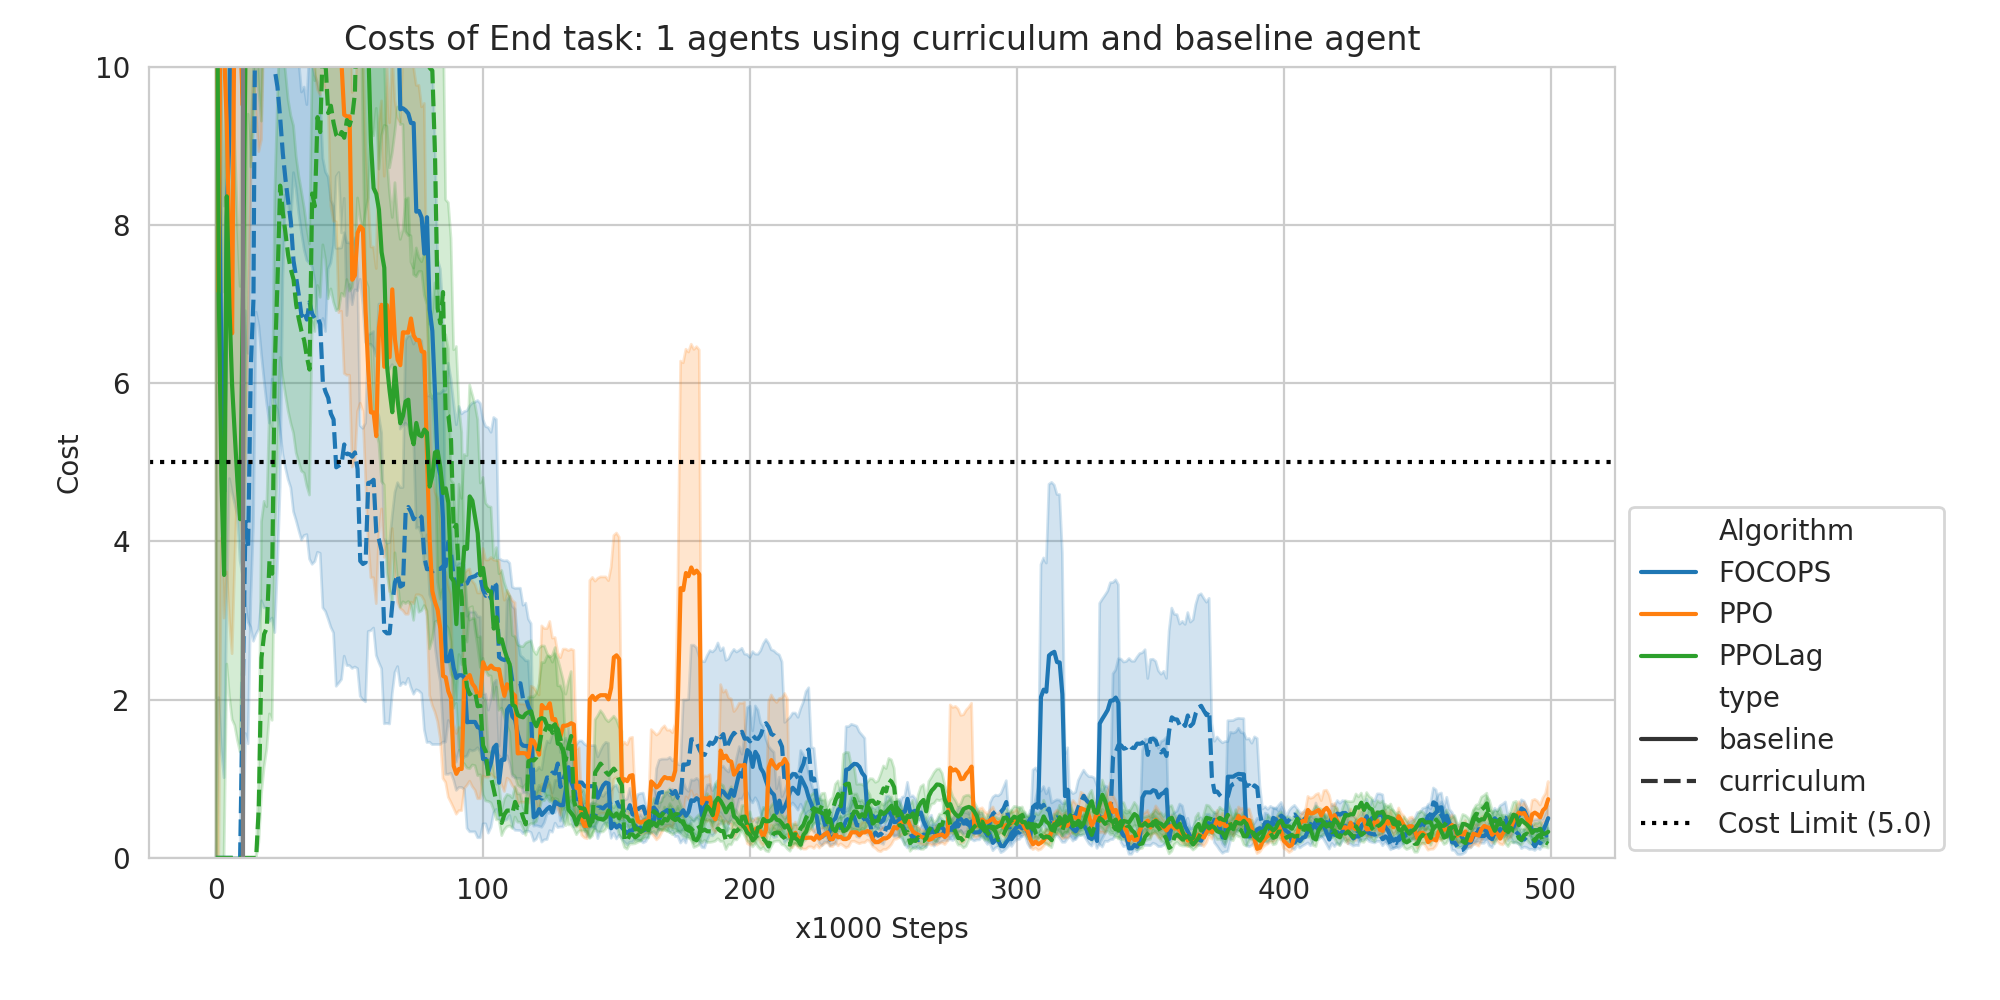 Costs of End task: 1 agents using curriculum and baseline agent
10
8
6
4
2
0
Cost
0 100 200 300 400 500
x1000 Steps
Algorithm
FOCOPS
PPO
PPOLag
type
baseline
curriculum
Cost Limit (5.0)